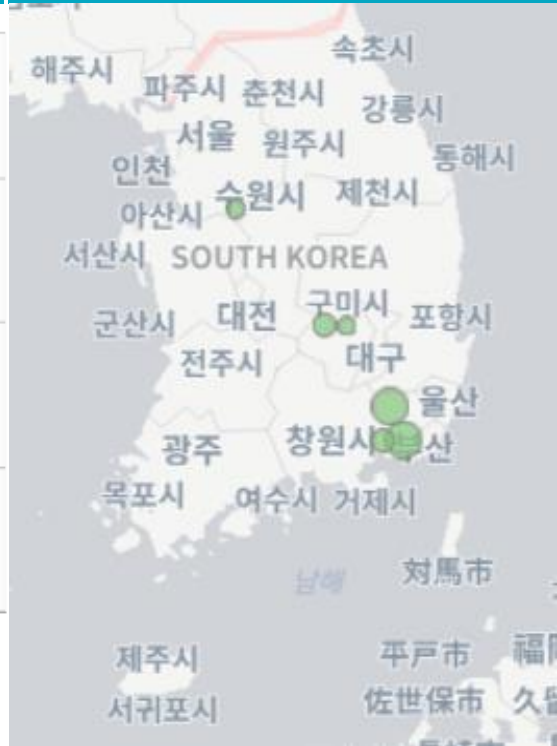 속초시
해주시
파주시 춘천시
강릉시
서울 원주시
동해시
인천
수원시 제천시
아산시
서산시 SOUTH KOREA
구미시
군산시 대전 포항시
전주시 대구
울산
창원시 부산
광주
목포시 여수시 거제시
남해
対馬市
제주시 平戸市
서귀포시 佐世保市